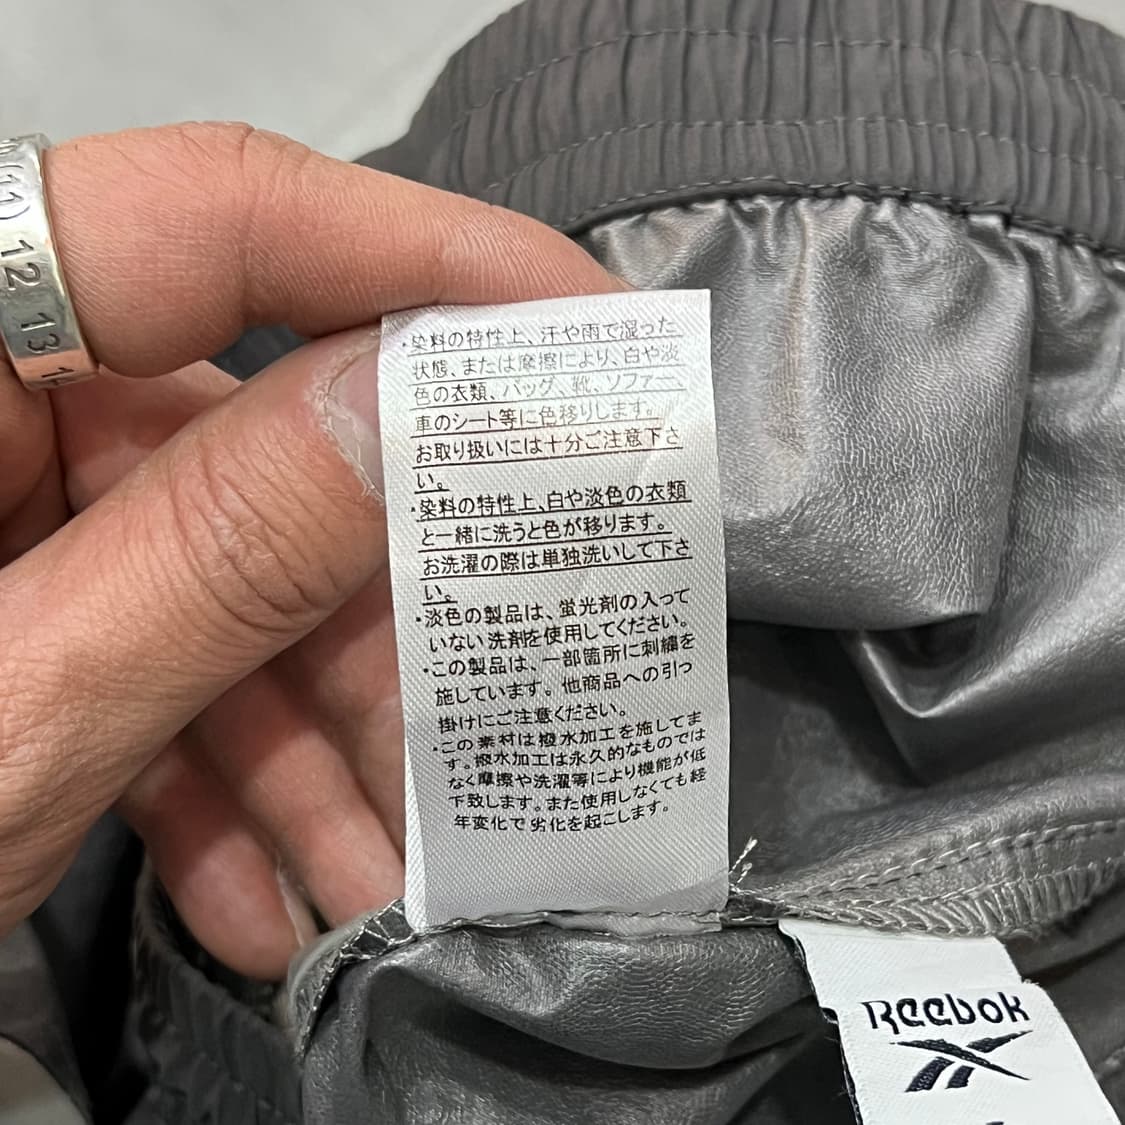 (11) 12 13 14
・染料の特性上、汗や雨で湿った
状態、または摩擦により、白や淡
色の衣類、バッグ、靴、ソファー、
車のシート等に色移りします。
お取り扱いには十分ご注意下さ
い。
・染料の特性上、白や淡色の衣類
と一緒に洗うと色が移ります。
お洗濯の際は単独洗いして下さ
い。
・淡色の製品は、蛍光剤の入って
いない洗剤を使用してください。
・この製品は、一部箇所に刺繍を
施しています。他商品への引っ
掛けにご注意ください。
・この素材は撥水加工を施してま
す。撥水加工は永久的なものでは
なく摩擦や洗濯等により機能が低
下致します。また使用しなくても経
年変化で劣化を起こします。
Reebok